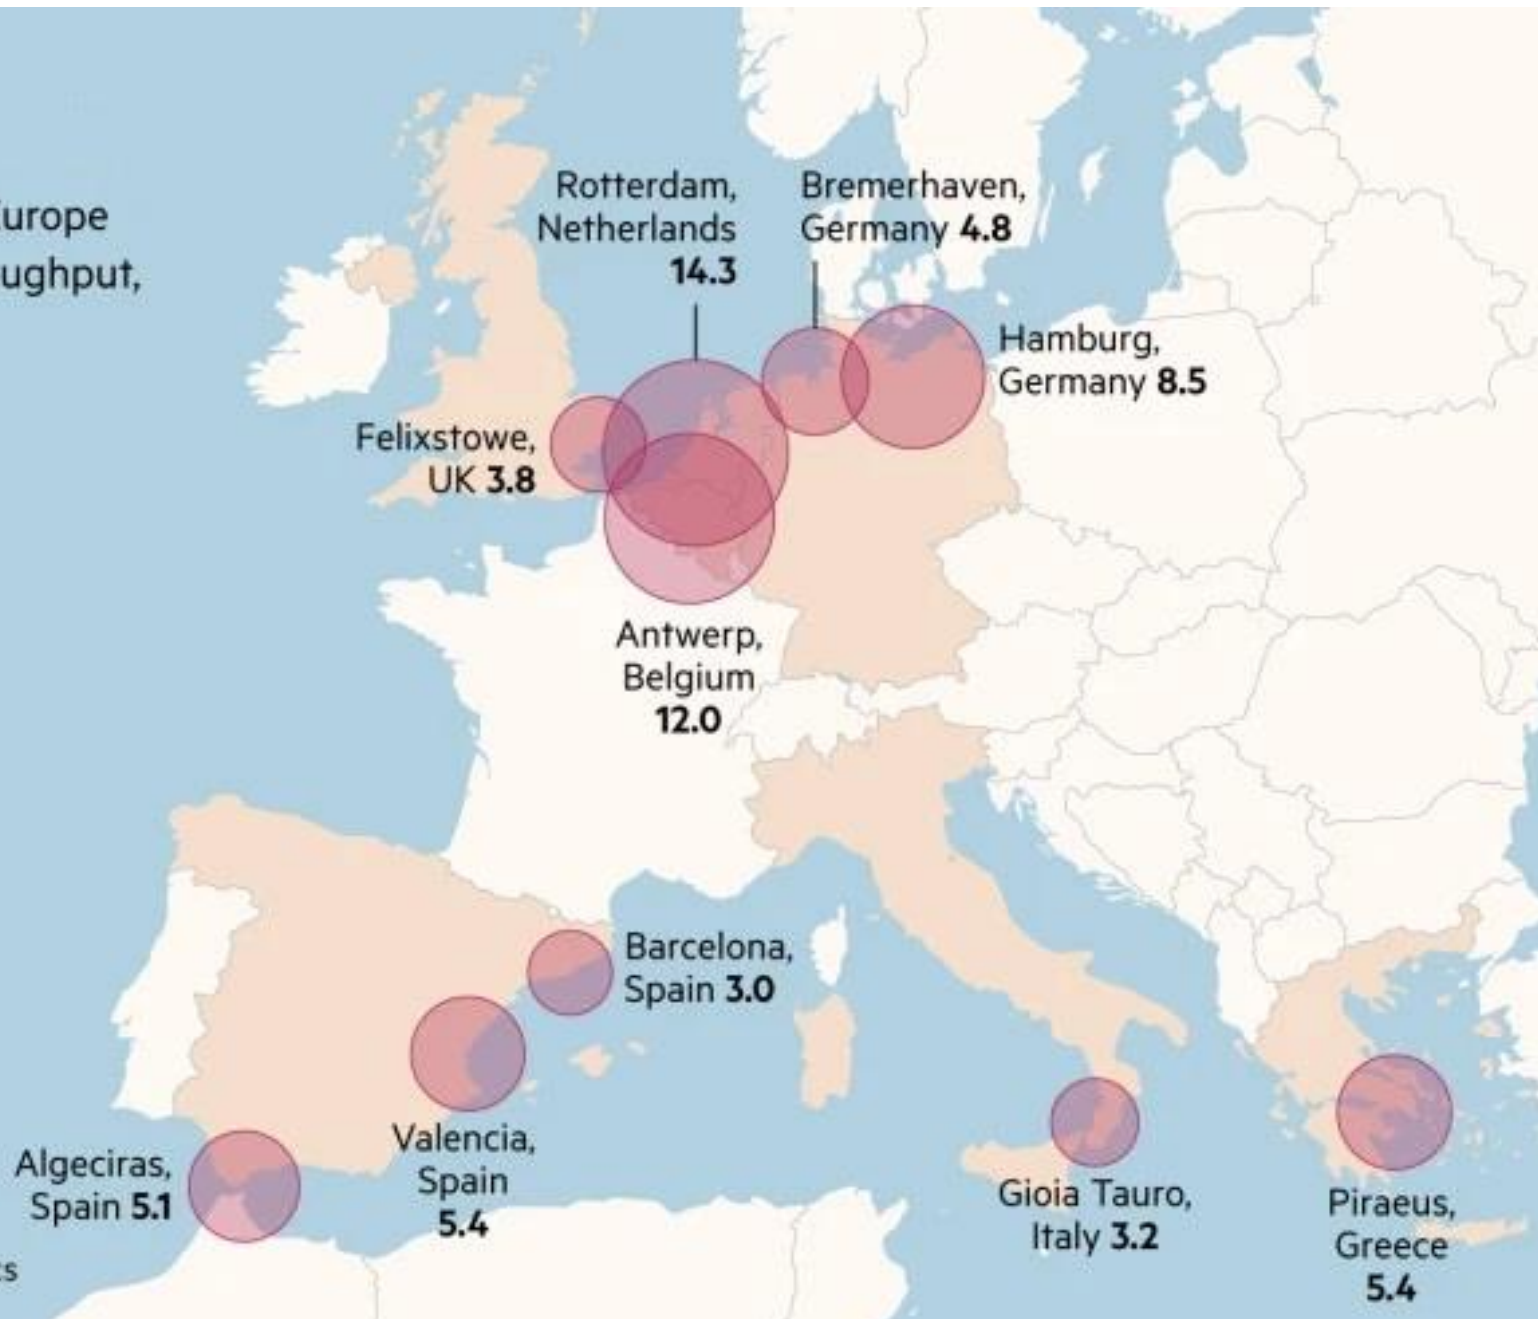 Europe
ughput,
Rotterdam,
Netherlands
14.3
Bremerhaven,
Germany 4.8
Hamburg,
Germany 8.5
Felixstowe,
UK 3.8
Antwerp,
Belgium
12.0
Barcelona,
Spain 3.0
Valencia,
Spain
5.4
Algeciras,
Spain 5.1
Gioia Tauro,
Italy 3.2
Piraeus,
Greece
5.4